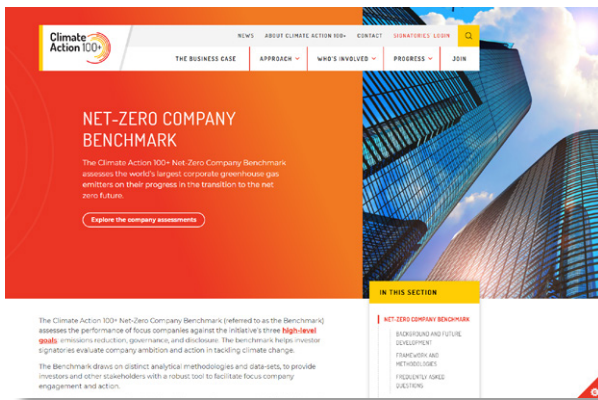 Climate
Action 100+
NEWS ABOUT CLIMATE ACTION 100+ CONTACT SIGNATORIES LOGIN
THE BUSINESS CASE APPROACH WHO'S INVOLVED PROGRESS JOIN
NET-ZERO COMPANY
BENCHMARK
The Climate Action 100+ Net-Zero Company Benchmark
assesses the world's largest corporate greenhouse gas
emitters on their progress in the transition to the net
zero future.
Explore the company assessments
IN THIS SECTION
NET-ZERO COMPANY BENCHMARK
BACKGROUND AND FUTURE
DEVELOPMENT
FRAMEWORK AND
METHODOLOGIES
FREQUENTLY ASKED
QUESTIONS
The Climate Action 100+ Net-Zero Company Benchmark (referred to as the Benchmark)
assesses the performance of focus companies against the initiative's three high-level
goals: emissions reduction, governance, and disclosure. The benchmark helps investor
signatories evaluate company ambition and action in tackling climate change.
The Benchmark draws on distinct analytical methodologies and data-sets, to provide
investors and other stakeholders with a robust tool to facilitate focus company
engagement and action.